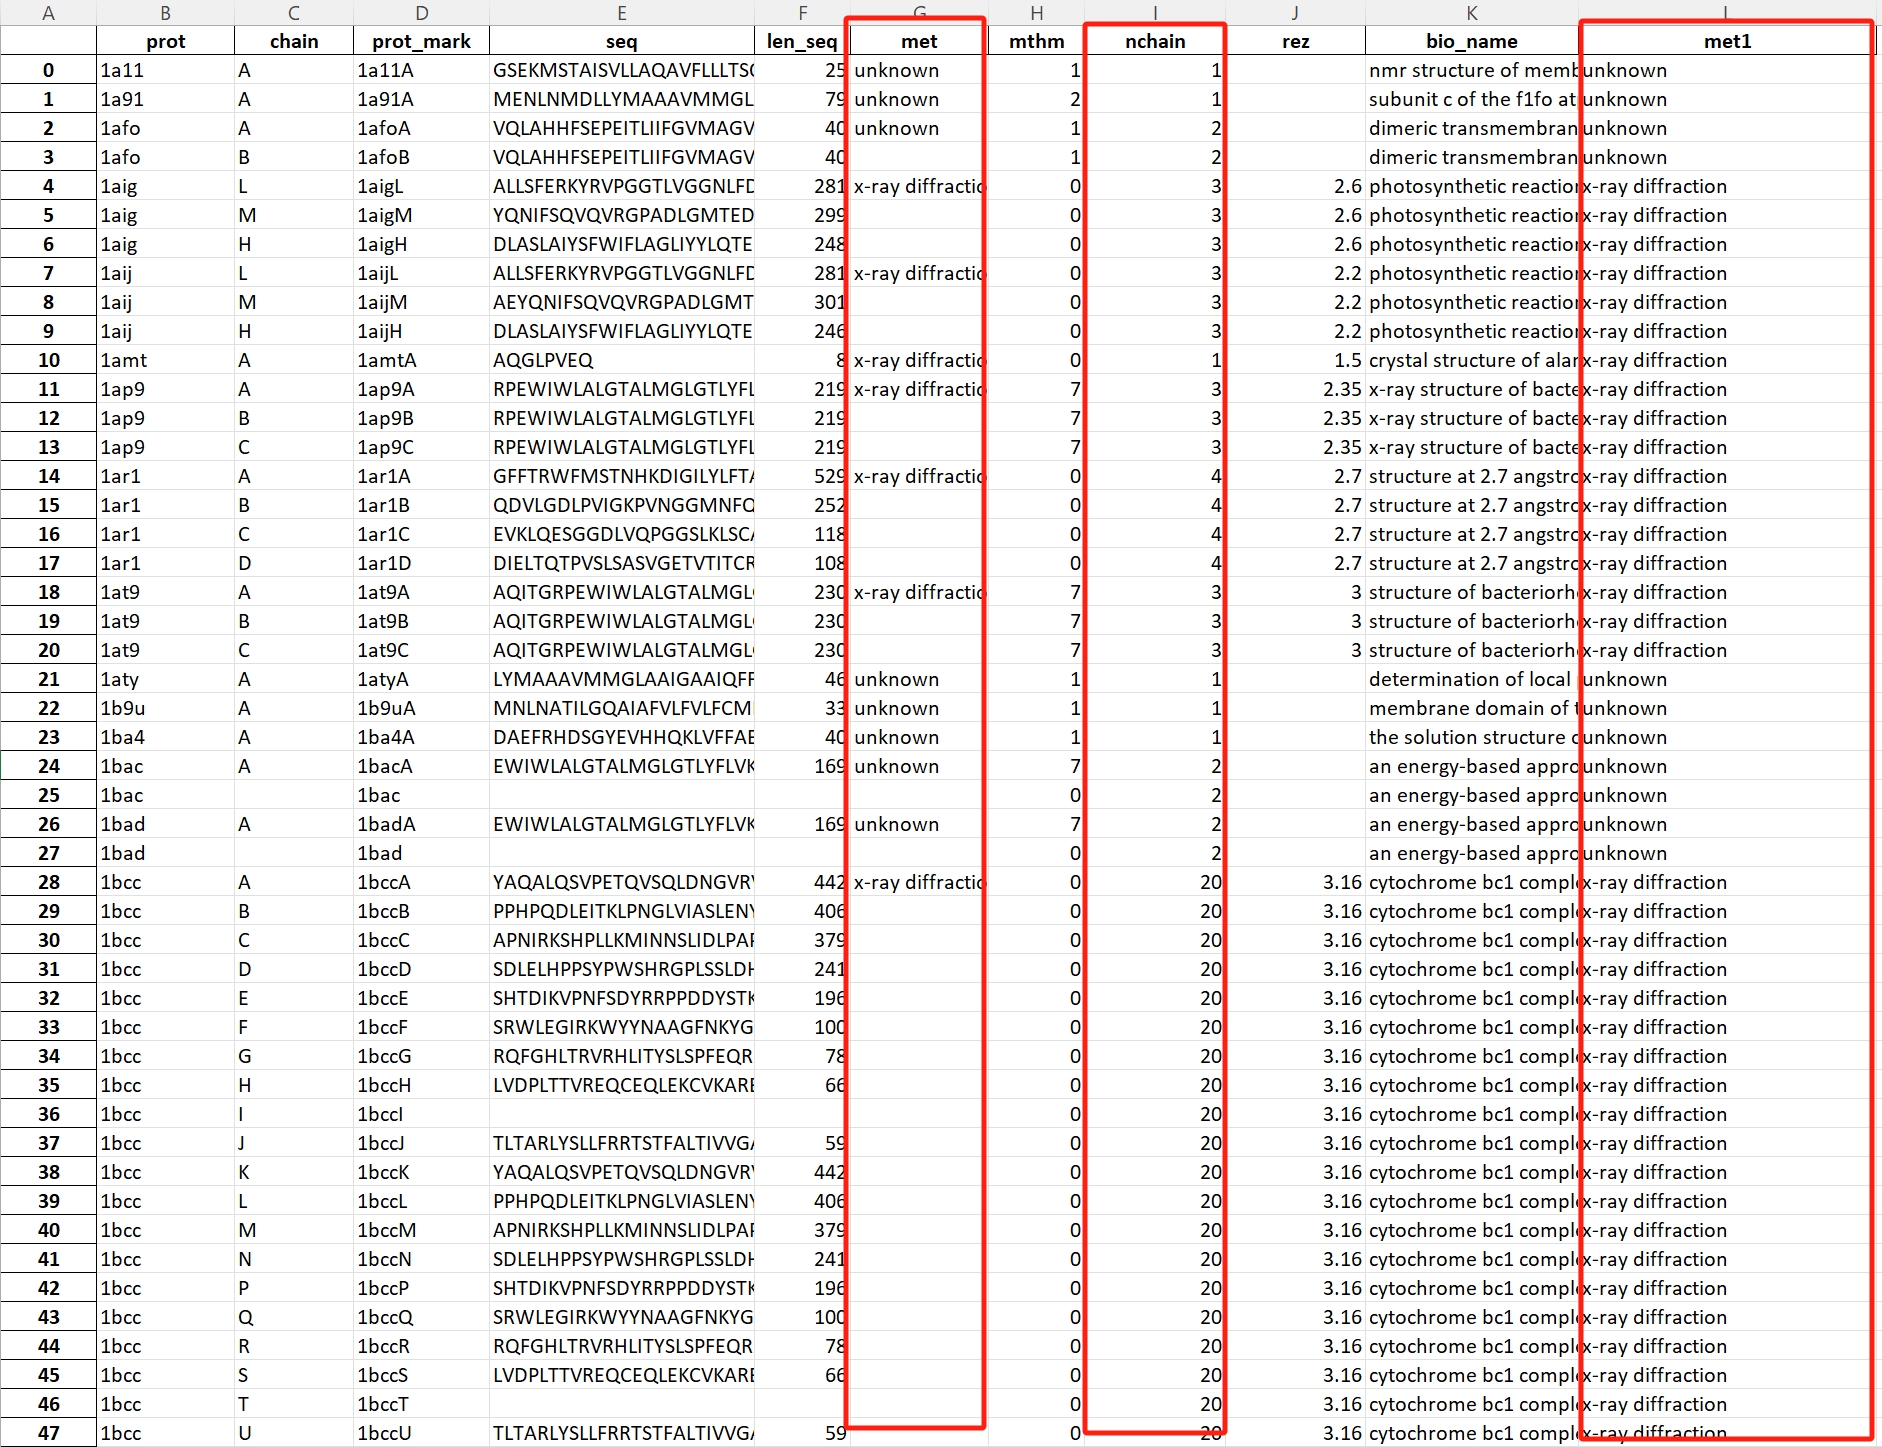 A B C D E F G H I J K L
prot chain prot_mark seq len_seq met mthm nchain rez bio_name met1
0 1a11 A 1a11A GSEKMSTAISVLLAQAVFLLLTS 25 unknown 1 1 nmr structure of memb unknown
1 1a91 A 1a91A MENLNMDLLYMAAAVMMGL 79 unknown 2 1 subunit c of the f1fo at unknown
2 1afo A 1afoA VQLAHHFSEPEITLIIFGVMAGV 40 unknown 1 2 dimeric transmembran unknown
3 1afo B 1afoB VQLAHHFSEPEITLIIFGVMAGV 40 1 2 dimeric transmembran unknown
4 1aig L 1aigL ALLSFERKYRVPGGTLVGGNLFD 281 x-ray diffractio 0 3 2.6 photosynthetic reaction x-ray diffraction
5 1aig M 1aigM YQNIFSQVQVRGPADLGMTED 299 0 3 2.6 photosynthetic reaction x-ray diffraction
6 1aig H 1aigH DLASLAIYSFWIFLAGLIYYLQTE 248 0 3 2.6 photosynthetic reaction x-ray diffraction
7 1aij L 1aijL ALLSFERKYRVPGGTLVGGNLFD 281 x-ray diffractio 0 3 2.2 photosynthetic reaction x-ray diffraction
8 1aij M 1aijM AEYQNIFSQVQVRGPADLGMT 301 0 3 2.2 photosynthetic reaction x-ray diffraction
9 1aij H 1aijH DLASLAIYSFWIFLAGLIYYLQTE 246 0 3 2.2 photosynthetic reaction x-ray diffraction
10 1amt A 1amtA AQGLPVEQ 8 x-ray diffractio 0 1 1.5 crystal structure of alar x-ray diffraction
11 1ap9 A 1ap9A RPEWIWLALGTALMGLGTLYFL 219 x-ray diffractio 7 3 2.35 x-ray structure of bacte x-ray diffraction
12 1ap9 B 1ap9B RPEWIWLALGTALMGLGTLYFL 219 7 3 2.35 x-ray structure of bacte x-ray diffraction
13 1ap9 C 1ap9C RPEWIWLALGTALMGLGTLYFL 219 7 3 2.35 x-ray structure of bacte x-ray diffraction
14 1ar1 A 1ar1A GFFTRWFMSTNHKDIGILYLFTA 529 x-ray diffractio 0 4 2.7 structure at 2.7 angstro x-ray diffraction
15 1ar1 B 1ar1B QDVLGDLPVIGKPVNGGMNFQ 252 0 4 2.7 structure at 2.7 angstro x-ray diffraction
16 1ar1 C 1ar1C EVKLQESGGDLVQPGGSLKLSCA 118 0 4 2.7 structure at 2.7 angstro x-ray diffraction
17 1ar1 D 1ar1D DIELTQTPVSLSASVGETVTITCR 108 0 4 2.7 structure at 2.7 angstro x-ray diffraction
18 1at9 A 1at9A AQITGRPEWIWLALGTALMGL 230 x-ray diffractio 7 3 3 structure of bacteriorh x-ray diffraction
19 1at9 B 1at9B AQITGRPEWIWLALGTALMGL 230 7 3 3 structure of bacteriorh x-ray diffraction
20 1at9 C 1at9C AQITGRPEWIWLALGTALMGL 230 7 3 3 structure of bacteriorh x-ray diffraction
21 1aty A 1atyA LYMAAAVMMGLAAIGAAIQFF 46 unknown 1 1 determination of local unknown
22 1b9u A 1b9uA MNLNATILGQAIAFVLFVLFCM 33 unknown 1 1 membrane domain of t unknown
23 1ba4 A 1ba4A DAEFRHDSGYEVHHQKLVFFAE 40 unknown 1 1 the solution structure o unknown
24 1bac A 1bacA EWIWLALGTALMGLGTLYFLVK 169 unknown 7 2 an energy-based appro unknown
25 1bac 1bac 0 2 an energy-based appro unknown
26 1bad A 1badA EWIWLALGTALMGLGTLYFLVK 169 unknown 7 2 an energy-based appro unknown
27 1bad 1bad 0 2 an energy-based appro unknown
28 1bcc A 1bccA YAQALQSVPETQVSQLDNGVRV 442 x-ray diffractio 0 20 3.16 cytochrome bc1 compl x-ray diffraction
29 1bcc B 1bccB PPHPQDLEITKLPNGLVIASLENY 406 0 20 3.16 cytochrome bc1 compl x-ray diffraction
30 1bcc C 1bccC APNIRKSHPLLKMINNSLIDLPAP 379 0 20 3.16 cytochrome bc1 compl x-ray diffraction
31 1bcc D 1bccD SDLELHPPSYPWSHRGPLSSLDH 241 0 20 3.16 cytochrome bc1 compl x-ray diffraction
32 1bcc E 1bccE SHTDIKVPNFSDYRRPPDDYSTK 196 0 20 3.16 cytochrome bc1 compl x-ray diffraction
33 1bcc F 1bccF SRWLEGIRKWYYNAAGFNKYG 100 0 20 3.16 cytochrome bc1 compl x-ray diffraction
34 1bcc G 1bccG RQFGHLTRVRHLITYSLSPFEQR 78 0 20 3.16 cytochrome bc1 compl x-ray diffraction
35 1bcc H 1bccH LVDPLTTVREQCEQLEKCVKARE 66 0 20 3.16 cytochrome bc1 compl x-ray diffraction
36 1bcc I 1bccI 0 20 3.16 cytochrome bc1 compl x-ray diffraction
37 1bcc J 1bccJ TLTARLYSLLFRRTSTFALTIVVGA 59 0 20 3.16 cytochrome bc1 compl x-ray diffraction
38 1bcc K 1bccK YAQALQSVPETQVSQLDNGVRV 442 0 20 3.16 cytochrome bc1 compl x-ray diffraction
39 1bcc L 1bccL PPHPQDLEITKLPNGLVIASLENY 406 0 20 3.16 cytochrome bc1 compl x-ray diffraction
40 1bcc M 1bccM APNIRKSHPLLKMINNSLIDLPAP 379 0 20 3.16 cytochrome bc1 compl x-ray diffraction
41 1bcc N 1bccN SDLELHPPSYPWSHRGPLSSLDH 241 0 20 3.16 cytochrome bc1 compl x-ray diffraction
42 1bcc P 1bccP SHTDIKVPNFSDYRRPPDDYSTK 196 0 20 3.16 cytochrome bc1 compl x-ray diffraction
43 1bcc Q 1bccQ SRWLEGIRKWYYNAAGFNKYG 100 0 20 3.16 cytochrome bc1 compl x-ray diffraction
44 1bcc R 1bccR RQFGHLTRVRHLITYSLSPFEQR 78 0 20 3.16 cytochrome bc1 compl x-ray diffraction
45 1bcc S 1bccS LVDPLTTVREQCEQLEKCVKARE 66 0 20 3.16 cytochrome bc1 compl x-ray diffraction
46 1bcc T 1bccT 0 20 3.16 cytochrome bc1 compl x-ray diffraction
47 1bcc U 1bccU TLTARLYSLLFRRTSTFALTIVVGA 59 0 20 3.16 cytochrome bc1 compl x-ray diffraction